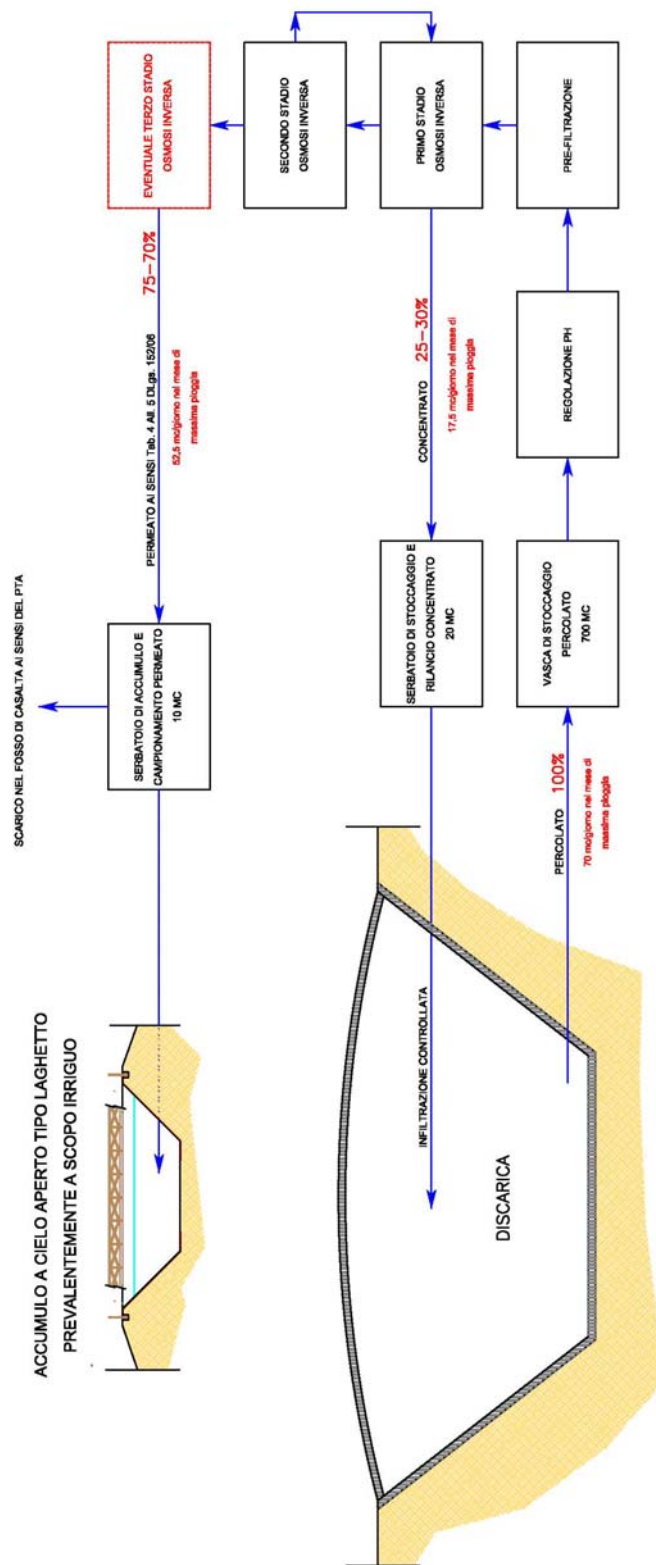 SCARICO NEL FOSSO DI CASALTA AI SENSI DEL PTA
ACCUMULO A CIELO APERTO TIPO LAGHETTO
PREVALENTEMENTE A SCOPO IRRIGUO
SERBATOIO DI ACCUMULO E
CAMPIONAMENTO PERMEATO
10 MC
PERMEATO AI SENSI Tab. 4 All. 5 DLgs. 152/06
75-70%
52,5 mc/giorno nel mese di
massima pioggia
EVENTUALE TERZO STADIO
OSMOSI INVERSA
SECONDO STADIO
OSMOSI INVERSA
INFILTRAZIONE CONTROLLATA
SERBATOIO DI STOCCAGGIO E
RILANCIO CONCENTRATO
20 MC
CONCENTRATO 25-30%
17,5 mc/giorno nel mese di
massima pioggia
PRIMO STADIO
OSMOSI INVERSA
DISCARICA
PERCOLATO 100%
70 mc/giorno nel mese di
massima pioggia
VASCA DI STOCCAGGIO
PERCOLATO
700 MC
REGOLAZIONE PH
PRE-FILTRAZIONE